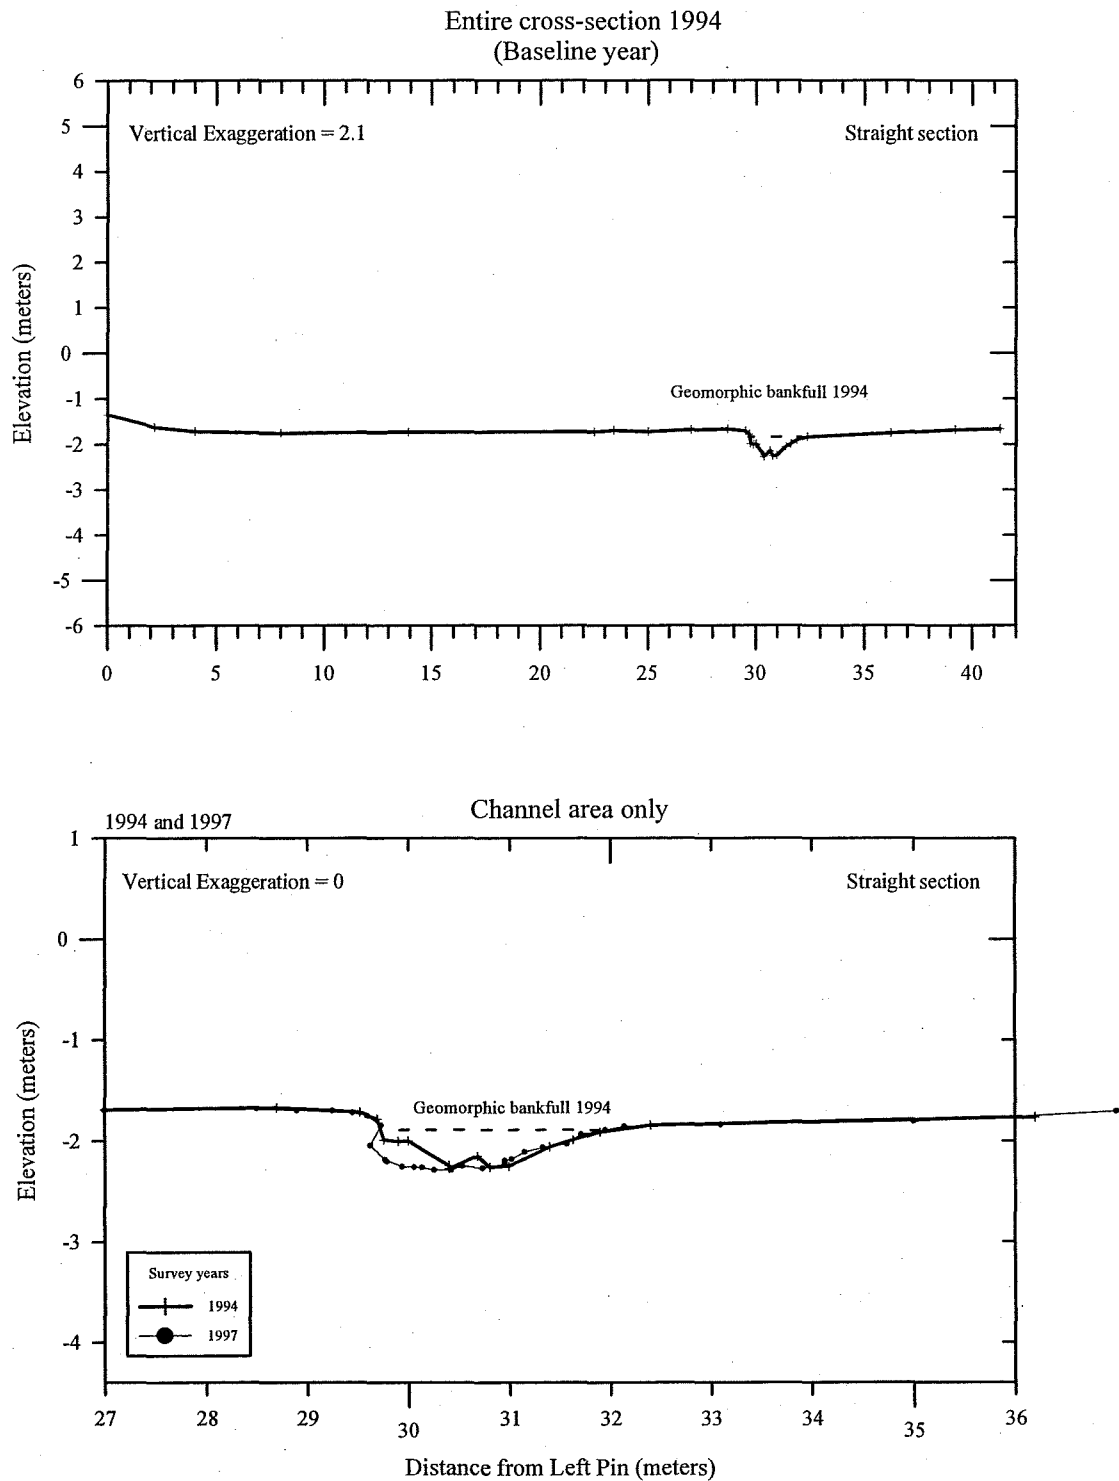 Entire cross-section 1994
(Baseline year)
6
5
4
3
2
1
0
-1
-2
-3
-4
-5
-6
Elevation (meters)
Vertical Exaggeration = 2.1
Straight section
Geomorphic bankfull 1994
0 5 10 15 20 25 30 35 40
Channel area only
1994 and 1997
1
0
-1
-2
-3
-4
Elevation (meters)
Vertical Exaggeration = 0
Straight section
Geomorphic bankfull 1994
Survey years
1994
1997
27 28 29 30 31 32 33 34 35 36
Distance from Left Pin (meters)